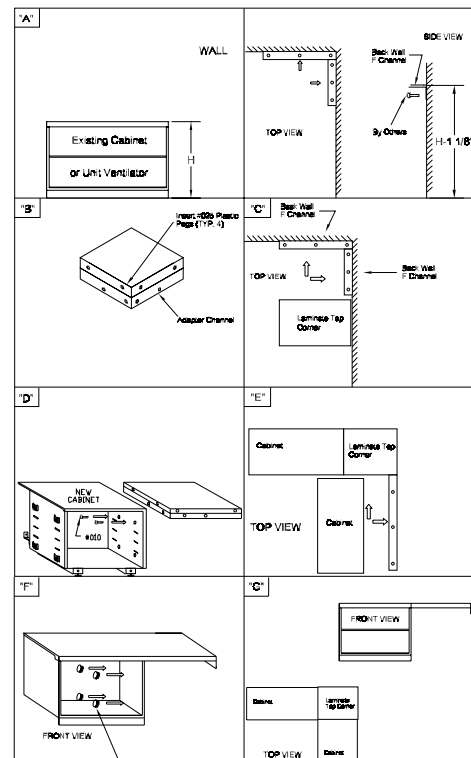 "A"
WALL
Existing Cabinet
or Unit Ventilator
H
SIDE VIEW
Back Wall
F Channel
TOP VIEW
By Others
H-1 1/8"
"B"
Insert #035 Plastic
Pegs (TYP. 4)
Adapter Channel
"C"
Back Wall
F Channel
TOP VIEW
Back Wall
F Channel
Laminate Top
Corner
"D"
NEW
CABINET
#010
"E"
Cabinet
Laminate Top
Corner
Cabinet
TOP VIEW
"F"
FRONT VIEW
"G"
FRONT VIEW
Cabinet
Laminate
Top Corner
TOP VIEW
Cabinet